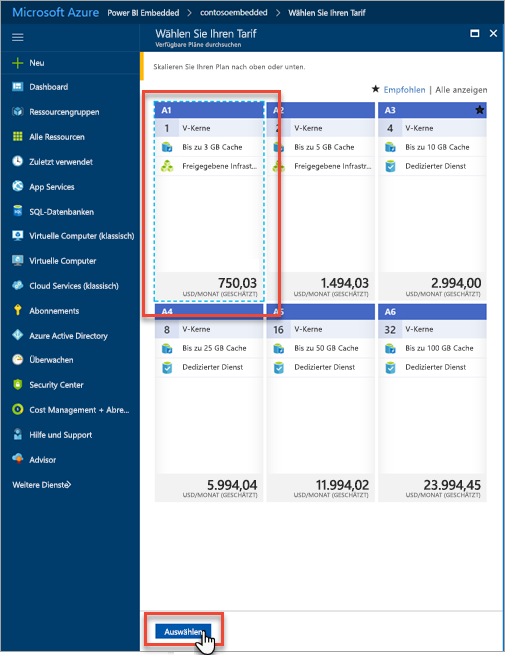 Microsoft Azure Power BI Embedded > contosoembedded > Wählen Sie Ihren Tarif
Neu
Dashboard
Ressourcengruppen
Alle Ressourcen
Zuletzt verwendet
App Services
SQL-Datenbanken
Virtuelle Computer (klassisch)
Virtuelle Computer
Cloud Services (klassisch)
Abonnements
Azure Active Directory
Überwachen
Security Center
Cost Management + Abre...
Hilfe und Support
Advisor
Weitere Dienste
Wählen Sie Ihren Tarif
Verfügbare Pläne durchsuchen
Skalieren Sie Ihren Plan nach oben oder unten.
★ Empfohlen | Alle anzeigen
A1
1 V-Kerne
Bis zu 3 GB Cache
Freigegebene Infrastr...
750,03
USD/MONAT (GESCHÄTZT)
A2
2 V-Kerne
Bis zu 5 GB Cache
Freigegebene Infrastr...
1.494,03
USD/MONAT (GESCHÄTZT)
A3
4 V-Kerne
Bis zu 10 GB Cache
Dedizierter Dienst
2.994,00
USD/MONAT (GESCHÄTZT)
A4
8 V-Kerne
Bis zu 25 GB Cache
Dedizierter Dienst
5.994,04
USD/MONAT (GESCHÄTZT)
A5
16 V-Kerne
Bis zu 50 GB Cache
Dedizierter Dienst
11.994,02
USD/MONAT (GESCHÄTZT)
A6
32 V-Kerne
Bis zu 100 GB Cache
Dedizierter Dienst
23.994,45
USD/MONAT (GESCHÄTZT)
Auswählen